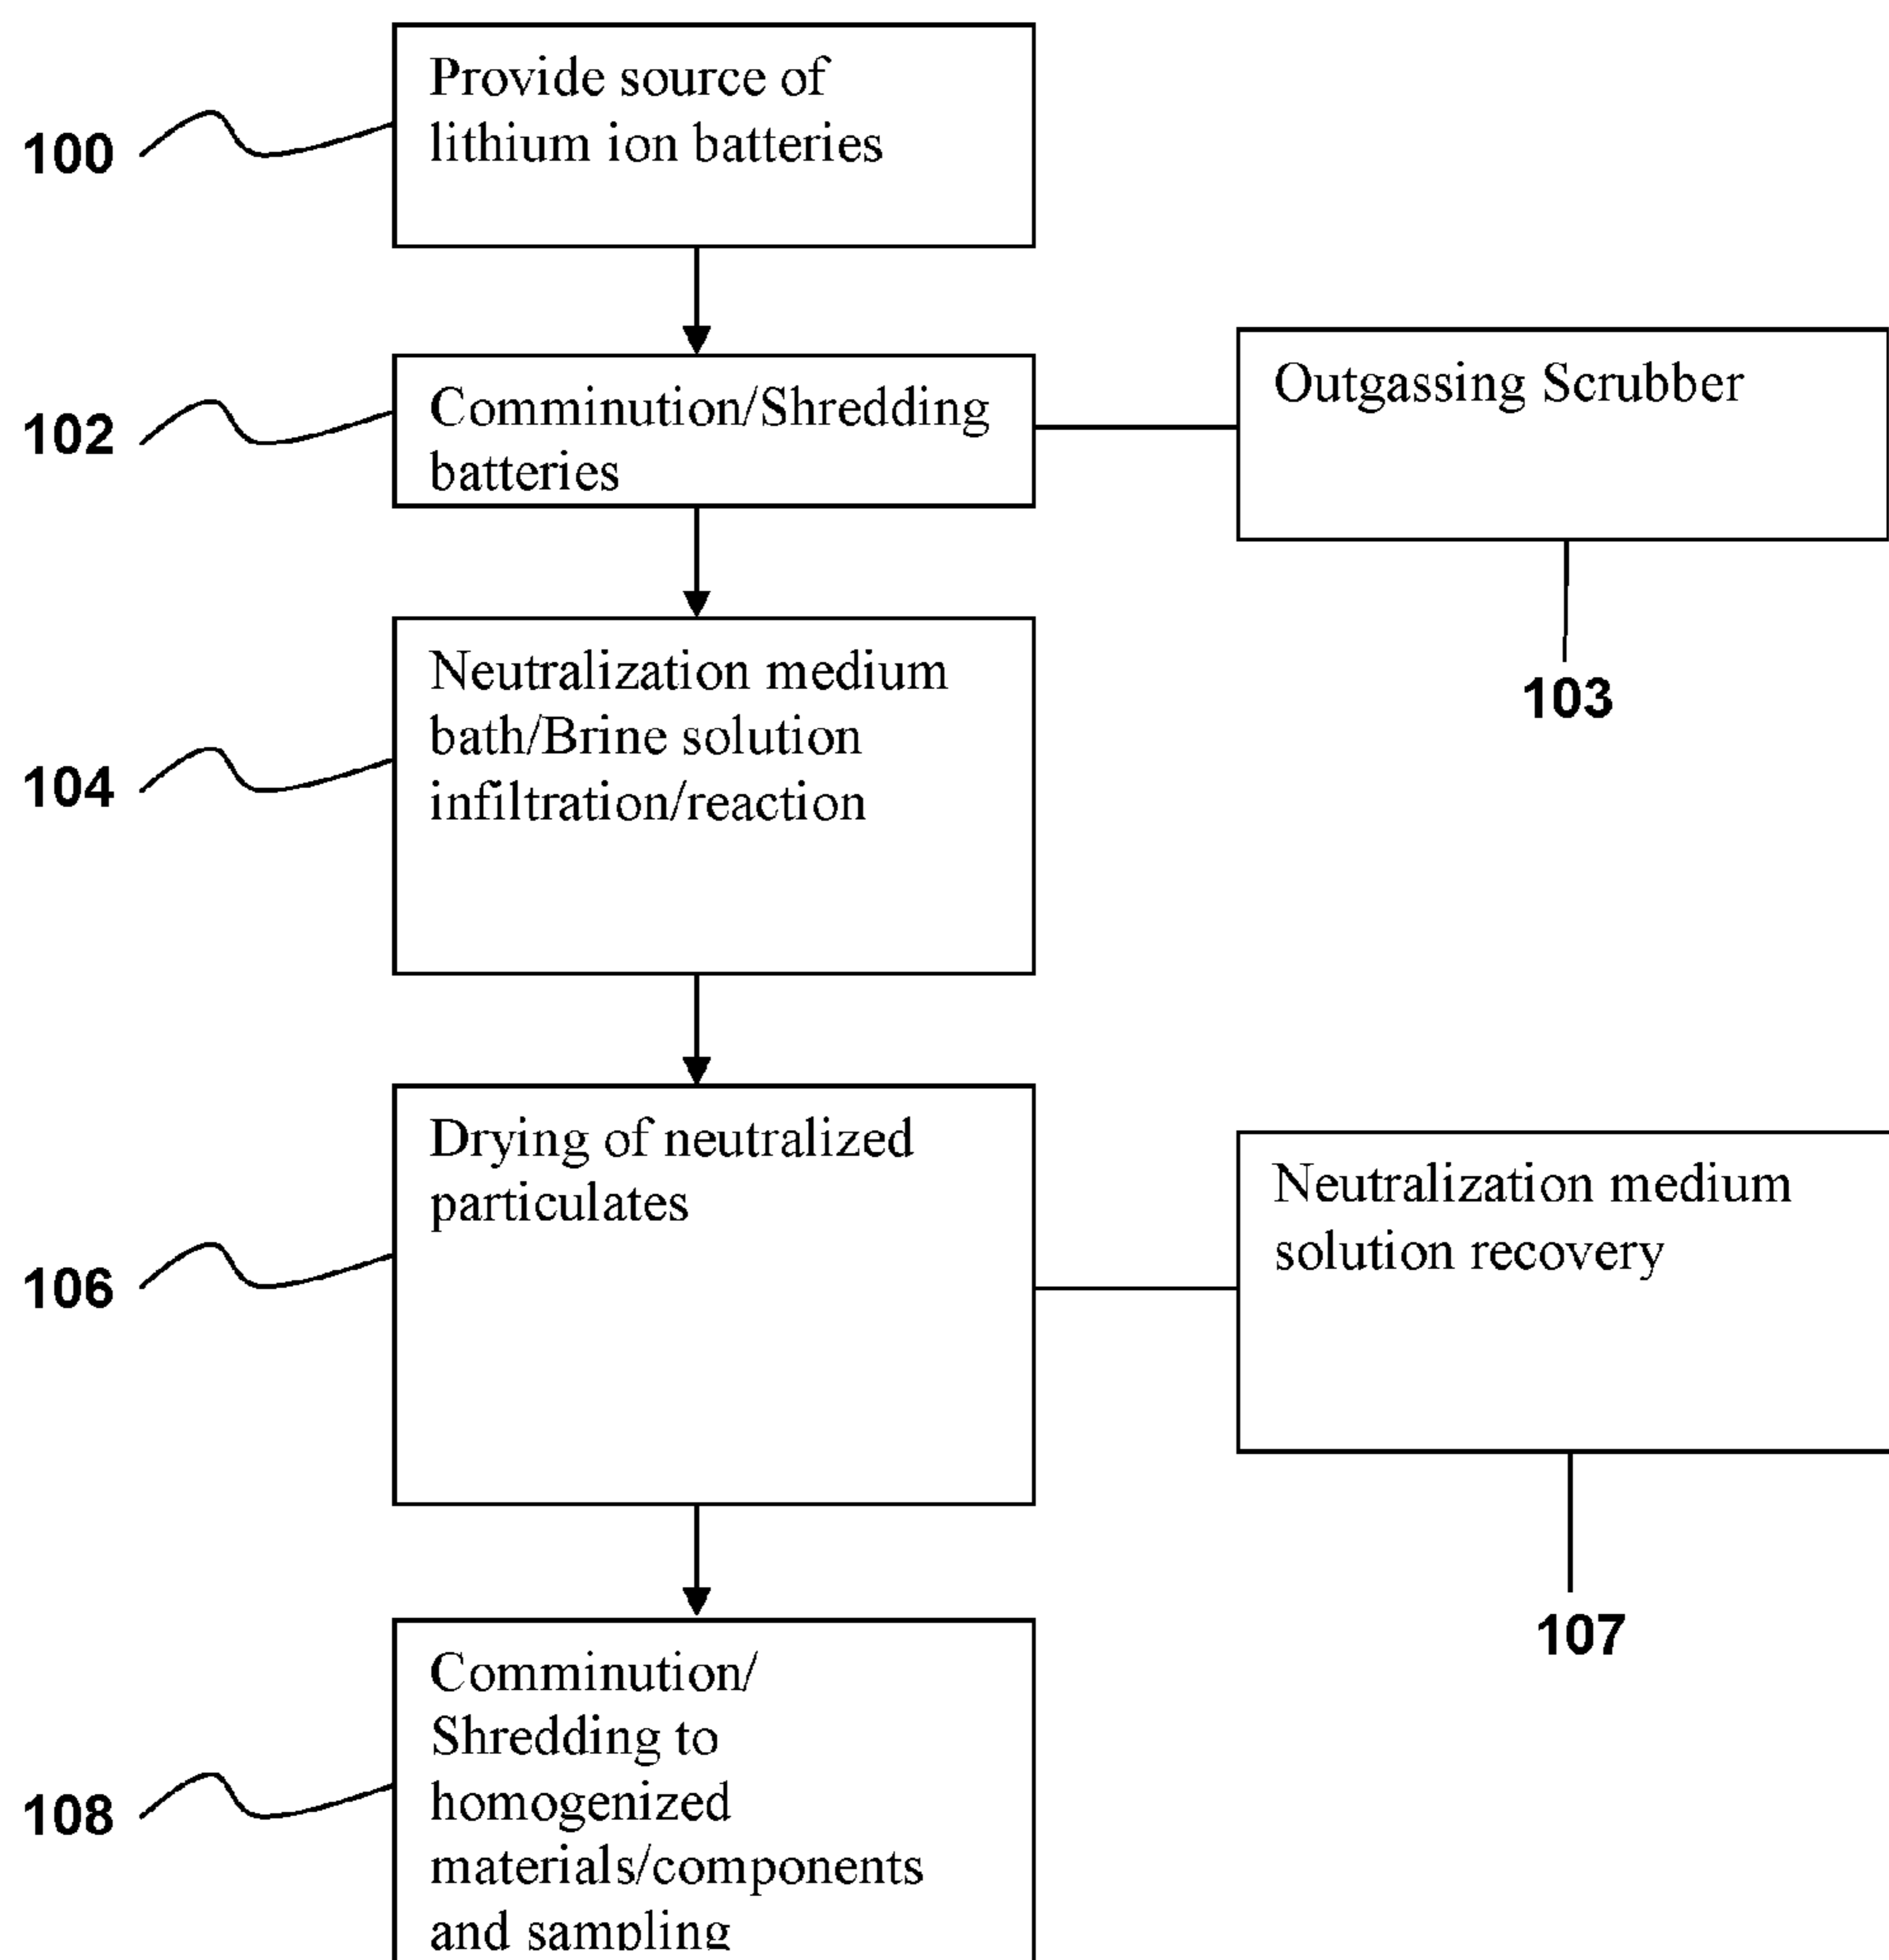 Provide source of
lithium ion batteries
100
Comminution/Shredding
batteries
102
Outgassing Scrubber
103
Neutralization medium
bath/Brine solution
infiltration/reaction
104
Drying of neutralized
particulates
106
Neutralization medium
solution recovery
107
Comminution/
Shredding to
homogenized
materials/components
and sampling
108